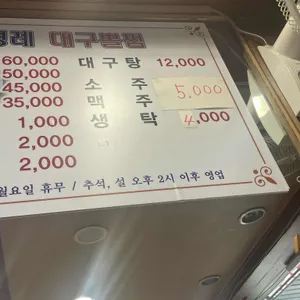 경례 대구뽈찜
60,000 대구탕 12,000
50,000
45,000 소주 5,000
35,000 맥주
1,000 생탁 4,000
2,000
2,000
월요일 휴무 / 추석, 설 오후 2시 이후 영업